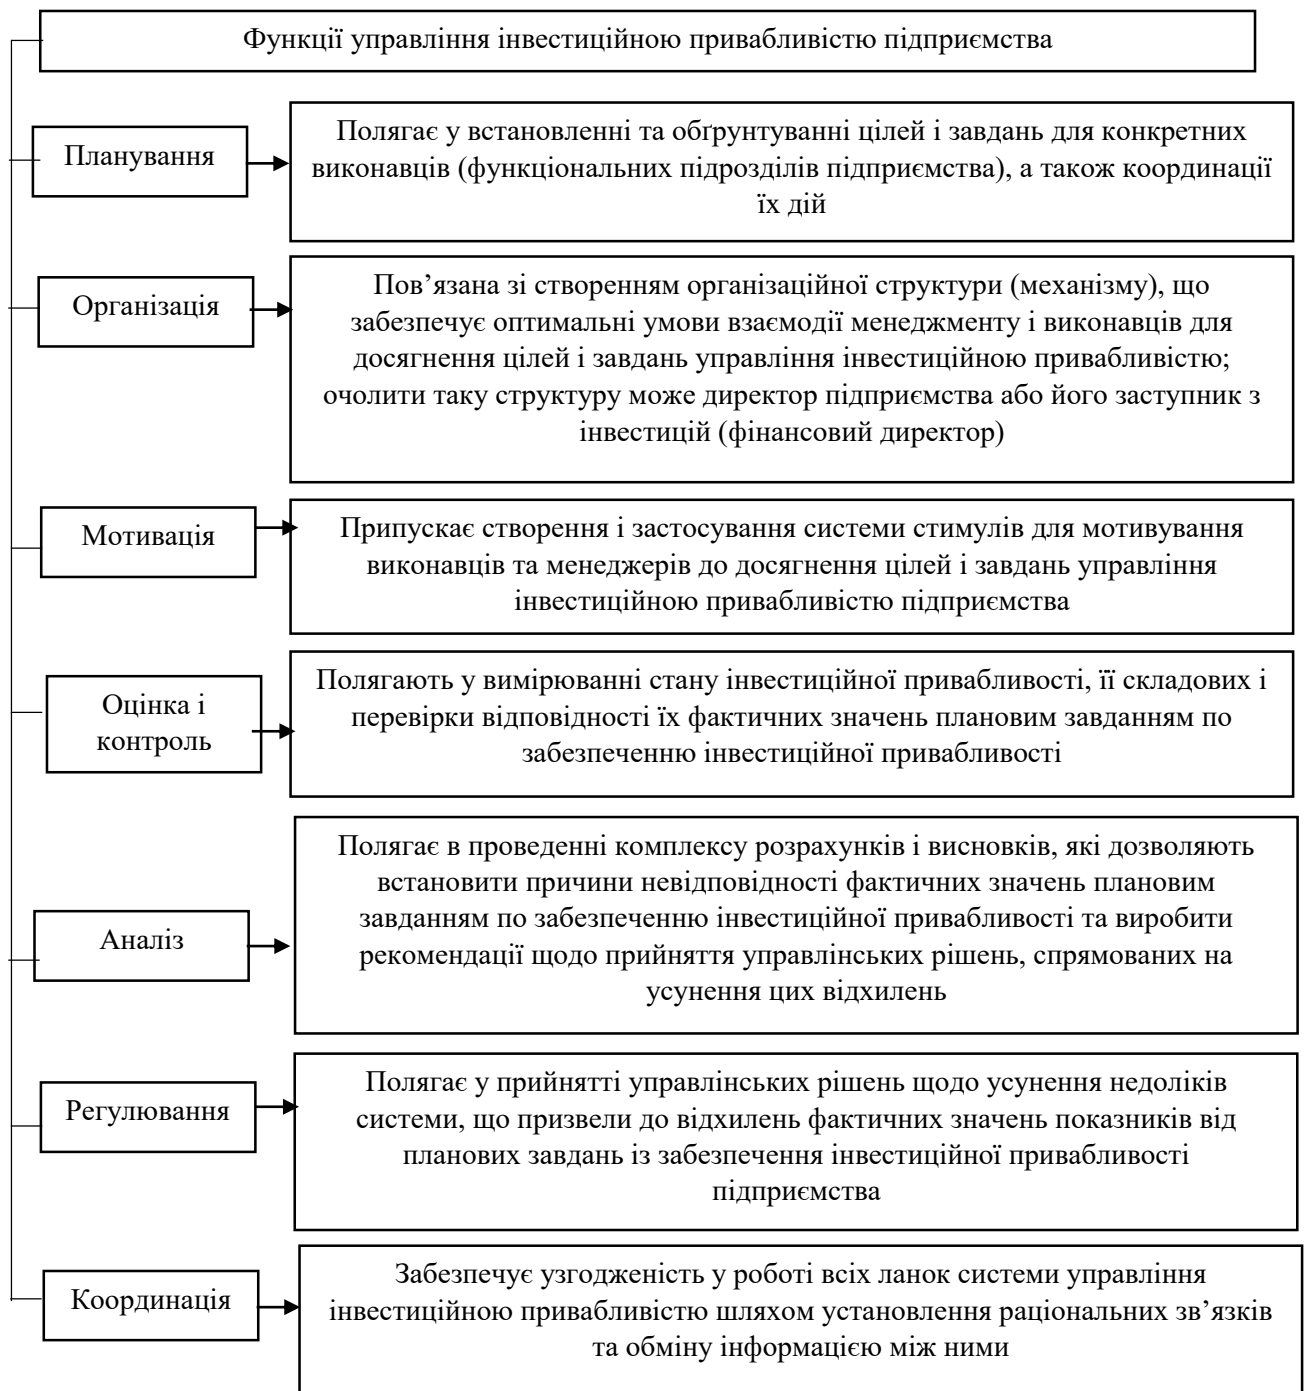 Функції управління інвестиційною привабливістю підприємства
Планування
Полягає у встановленні та обґрунтуванні цілей і завдань для конкретних
виконавців (функціональних підрозділів підприємства), а також координації
їх дій
Організація
Пов’язана зі створенням організаційної структури (механізму), що
забезпечує оптимальні умови взаємодії менеджменту і виконавців для
досягнення цілей і завдань управління інвестиційною привабливістю;
очолити таку структуру може директор підприємства або його заступник з
інвестицій (фінансовий директор)
Мотивація
Припускає створення і застосування системи стимулів для мотивування
виконавців та менеджерів до досягнення цілей і завдань управління
інвестиційною привабливістю підприємства
Оцінка і
контроль
Полягають у вимірюванні стану інвестиційної привабливості, її складових і
перевірки відповідності їх фактичних значень плановим завданням по
забезпеченню інвестиційної привабливості
Аналіз
Полягає в проведенні комплексу розрахунків і висновків, які дозволяють
встановити причини невідповідності фактичних значень плановим
завданням по забезпеченню інвестиційної привабливості та виробити
рекомендації щодо прийняття управлінських рішень, спрямованих на
усунення цих відхилень
Регулювання
Полягає у прийнятті управлінських рішень щодо усунення недоліків
системи, що призвели до відхилень фактичних значень показників від
планових завдань із забезпечення інвестиційної привабливості
підприємства
Координація
Забезпечує узгодженість у роботі всіх ланок системи управління
інвестиційною привабливістю шляхом установлення раціональних зв’язків
та обміну інформацією між ними